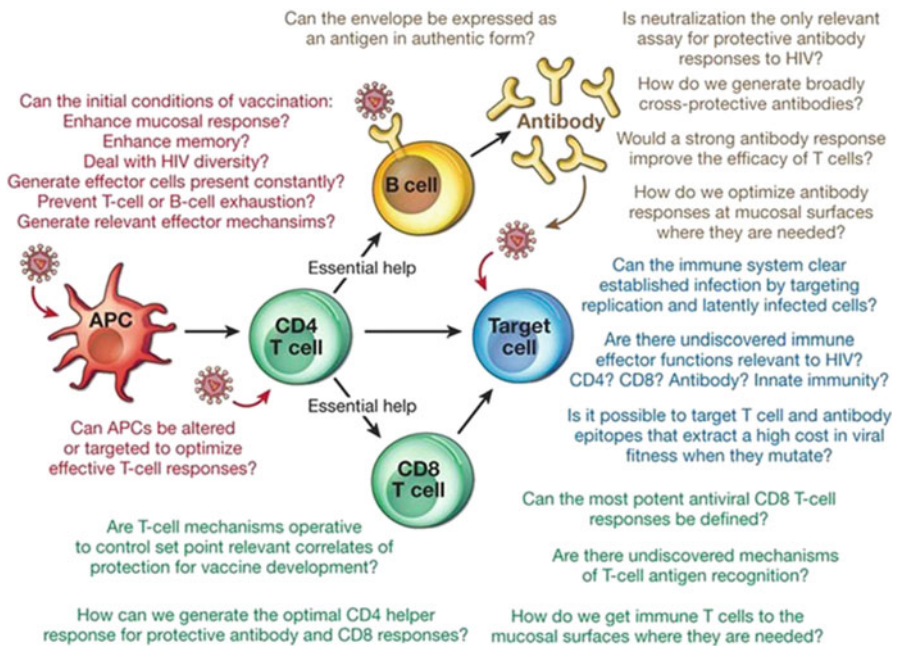 Can the envelope be expressed as
an antigen in authentic form?
Is neutralization the only relevant
assay for protective antibody
responses to HIV?
How do we generate broadly
cross-protective antibodies?
Would a strong antibody response
improve the efficacy of T cells?
How do we optimize antibody
responses at mucosal surfaces
where they are needed?
Can the initial conditions of vaccination:
Enhance mucosal response?
Enhance memory?
Deal with HIV diversity?
Generate effector cells present constantly?
Prevent T-cell or B-cell exhaustion?
Generate relevant effector mechansims?
Antibody
B cell
Essential help
APC
CD4
T cell
Target
cell
Essential help
CD8
T cell
Can the immune system clear
established infection by targeting
replication and latently infected cells?
Are there undiscovered immune
effector functions relevant to HIV?
CD4? CD8? Antibody? Innate immunity?
Is it possible to target T cell and antibody
epitopes that extract a high cost in viral
fitness when they mutate?
Can APCs be altered
or targeted to optimize
effective T-cell responses?
Can the most potent antiviral CD8 T-cell
responses be defined?
Are T-cell mechanisms operative
to control set point relevant correlates of
protection for vaccine development?
Are there undiscovered mechanisms
of T-cell antigen recognition?
How can we generate the optimal CD4 helper
response for protective antibody and CD8 responses?
How do we get immune T cells to the
mucosal surfaces where they are needed?